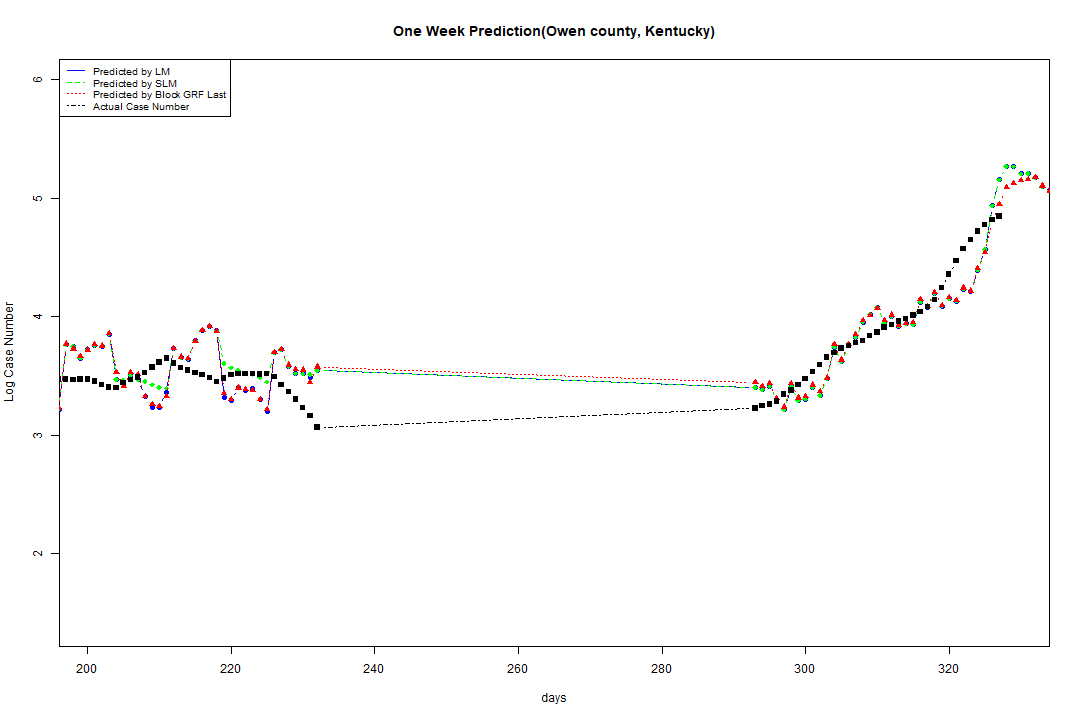 One Week Prediction(Owen county, Kentucky)
Predicted by LM
Predicted by SLM
Predicted by Block GRF Last
Actual Case Number
Log Case Number
6
5
4
3
2
200 220 240 260 280 300 320
days